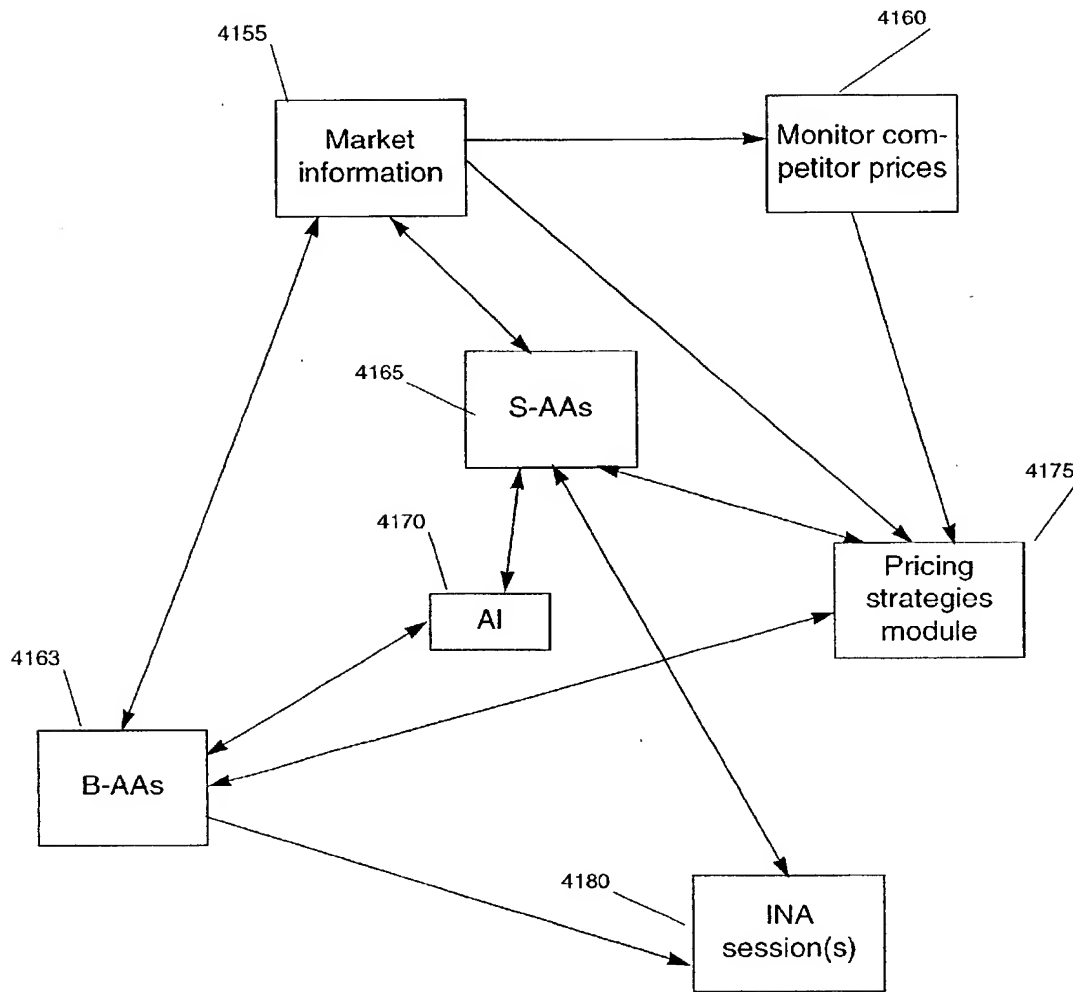 4155
4160
Market
information
Monitor com-
petitor prices
4165
S-AAs
4175
4170
Pricing
strategies
module
AI
4163
B-AAs
4180
INA
session(s)